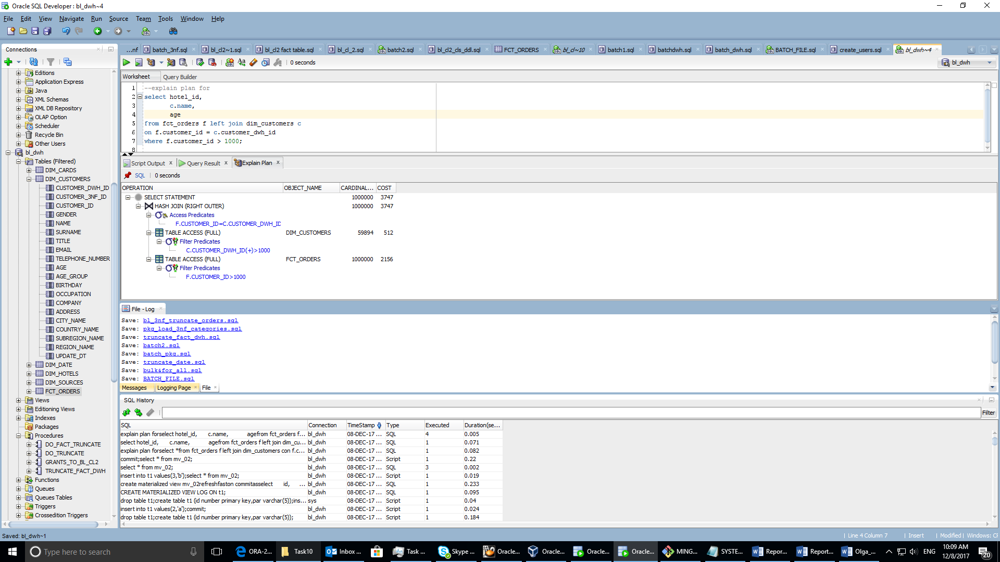 Oracle SQL Developer : bl_dwh~4
File Edit View Navigate Run Source Team Tools Window Help
Connections
Editions
Application Express
Java
XML Schemas
XML DB Repository
OLAP Option
Scheduler
Recycle Bin
Other Users
bl_dwh
Tables (Filtered)
DIM_CARDS
DIM_CUSTOMERS
CUSTOMER_DWH_ID
CUSTOMER_3NF_ID
CUSTOMER_ID
GENDER
NAME
SURNAME
TITLE
EMAIL
TELEPHONE_NUMBER
AGE
AGE_GROUP
BIRTHDAY
OCCUPATION
COMPANY
ADDRESS
CITY_NAME
COUNTRY_NAME
SUBREGION_NAME
REGION_NAME
UPDATE_DT
DIM_DATE
DIM_HOTELS
DIM_SOURCES
FCT_ORDERS
Views
Editioning Views
Indexes
Packages
Procedures
DO_FACT_TRUNCATE
DO_TRUNCATE
GRANTS_TO_BL_CL2
TRUNCATE_FACT_DWH
Functions
Queues
Queues Tables
Triggers
Crossedition Triggers
...nf batch_3nf.sql bl_cl2~1.sql bl_cl2 fact table.sql bl_cl_2.sql batch2.sql bl_cl2_cls_ddl.sql FCT_ORDERS bl_cl~10 batch1.sql batchdwh.sql batch_dwh.sql BATCH_FILE.sql create_users.sql bl_dwh~4
0 seconds bl_dwh
Worksheet Query Builder
1 --explain plan for
2 select hotel_id,
3 c.name,
4 age
5 from fct_orders f left join dim_customers c
6 on f.customer_id = c.customer_dwh_id
7 where f.customer_id > 1000;
8
Script Output x Query Result x Explain Plan x
SQL 0 seconds
OPERATION OBJECT_NAME CARDINAL... COST
SELECT STATEMENT 1000000 3747
HASH JOIN (RIGHT OUTER) 1000000 3747
Access Predicates
F.CUSTOMER_ID=C.CUSTOMER_DWH_ID
TABLE ACCESS (FULL) DIM_CUSTOMERS 59894 512
Filter Predicates
C.CUSTOMER_DWH_ID(+)>1000
TABLE ACCESS (FULL) FCT_ORDERS 1000000 2156
Filter Predicates
F.CUSTOMER_ID>1000
File - Log
Save: bl_3nf_truncate_orders.sql
Save: pkg_load_3nf_categories.sql
Save: truncate_fact_dwh.sql
Save: batch2.sql
Save: batch_pkg.sql
Save: truncate_date.sql
Save: bulk&for_all.sql
Save: BATCH_FILE.sql
Messages Logging Page File
SQL History
Filter
SQL Connection TimeStamp Type Executed Duration(se...
explain plan forselect hotel_id, c.name, agefrom fct_orders f... bl_dwh 08-DEC-17 ... SQL 4 0.005
select hotel_id, c.name, agefrom fct_orders f left join dim_cu... bl_dwh 08-DEC-17 ... SQL 1 0.071
explain plan forselect *from fct_orders f left join dim_customers con f.c... bl_dwh 08-DEC-17 ... SQL 1 0.082
commit;select * from mv_02; bl_dwh 08-DEC-17 ... Script 1 0.22
select * from mv_02; bl_dwh 08-DEC-17 ... SQL 3 0.002
insert into t1 values(3,'b');select * from mv_02; bl_dwh 08-DEC-17 ... Script 1 0.019
create materialized view mv_02refreshfaston commitasselect id, ... bl_dwh 08-DEC-17 ... SQL 1 0.233
CREATE MATERIALIZED VIEW LOG ON t1; bl_dwh 08-DEC-17 ... SQL 1 0.095
drop table t1;create table t1 (id number primary key,par varchar(5));ins... sys 08-DEC-17 ... Script 1 0.04
insert into t1 values(2,'a');commit; bl_dwh 08-DEC-17 ... Script 1 0.024
drop table t1;create table t1 (id number primary key,par varchar(5)); bl_dwh 08-DEC-17 ... Script 1 0.184
Saved: bl_dwh~1 Line 4 Column 7 Insert Modified Windows: CR
Type here to search ORA-2... Task10 Inbox ... Task ... Skype ... Oracle... Oracle... Oracle... Oracle... MING... SYSTE... Repor... Report... Olga_... ENG 10:09 AM
12/8/2017 20